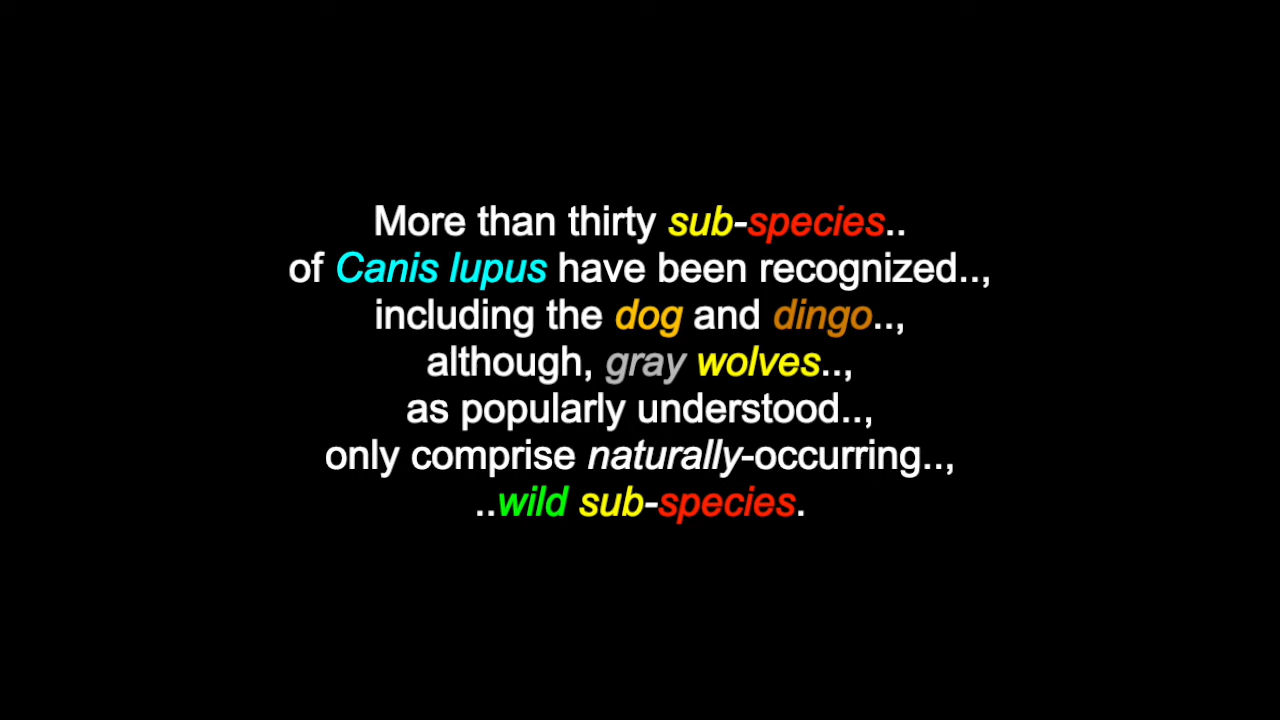 More than thirty sub-species..
of Canis lupus have been recognized..,
including the dog and dingo..,
although, gray wolves..,
as popularly understood..,
only comprise naturally-occurring..,
..wild sub-species.